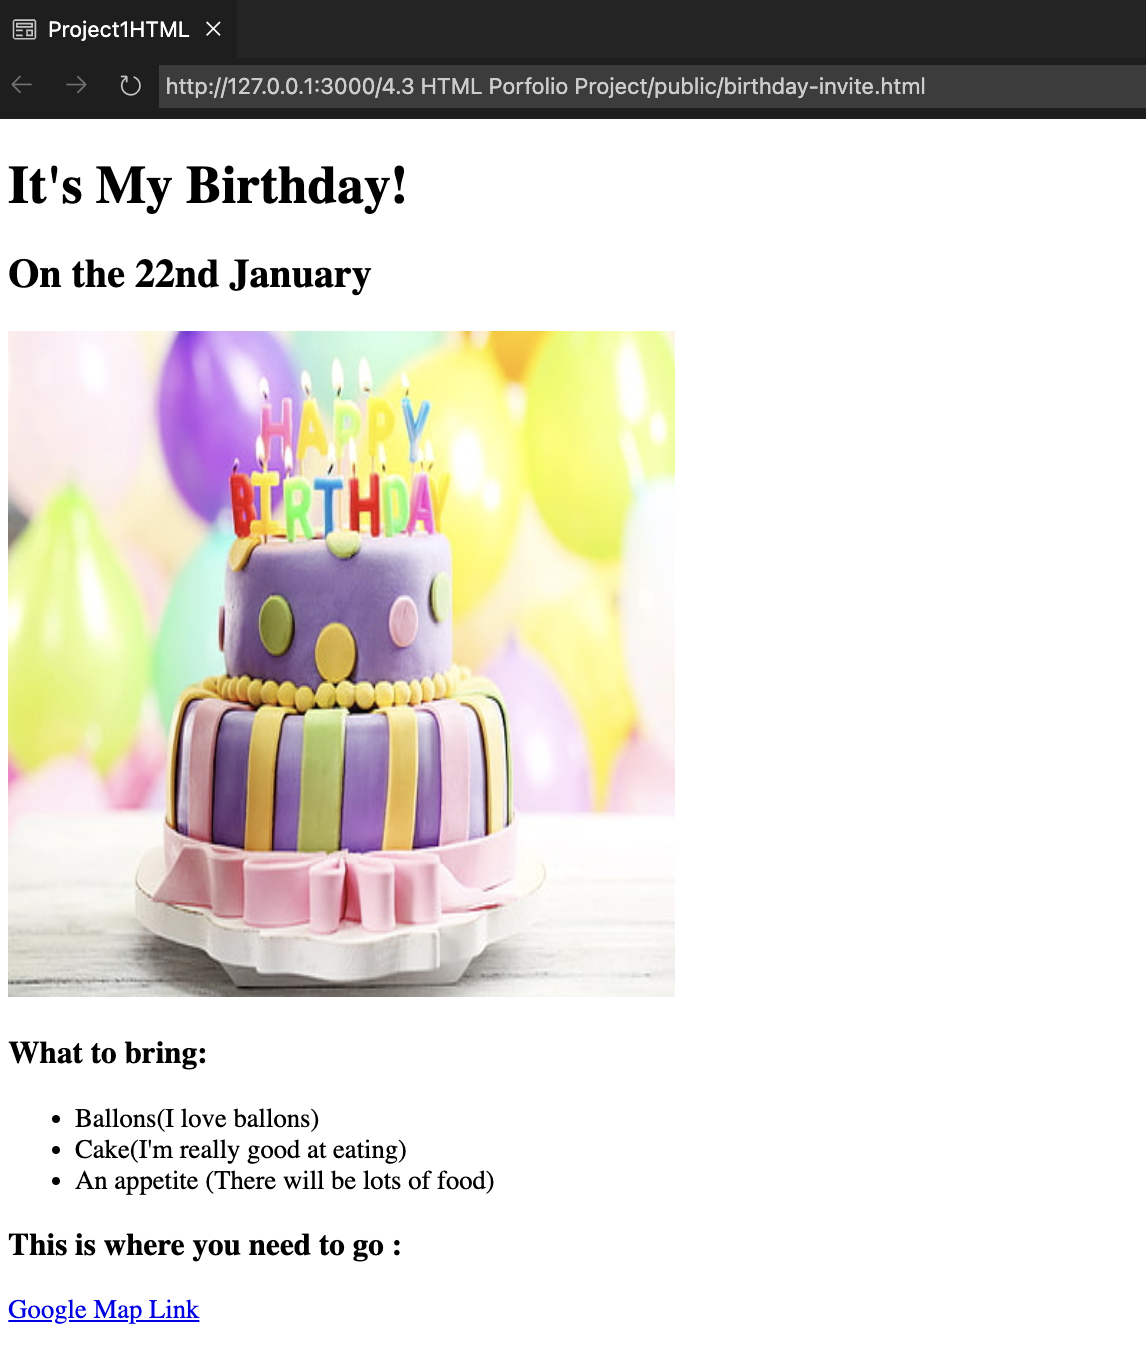 Project1HTML
http://127.0.0.1:3000/4.3 HTML Porfolio Project/public/birthday-invite.html
It's My Birthday!
On the 22nd January
HAPPY
BIRTHDAY
What to bring:
Ballons(I love ballons)
Cake(I'm really good at eating)
An appetite (There will be lots of food)
This is where you need to go :
Google Map Link